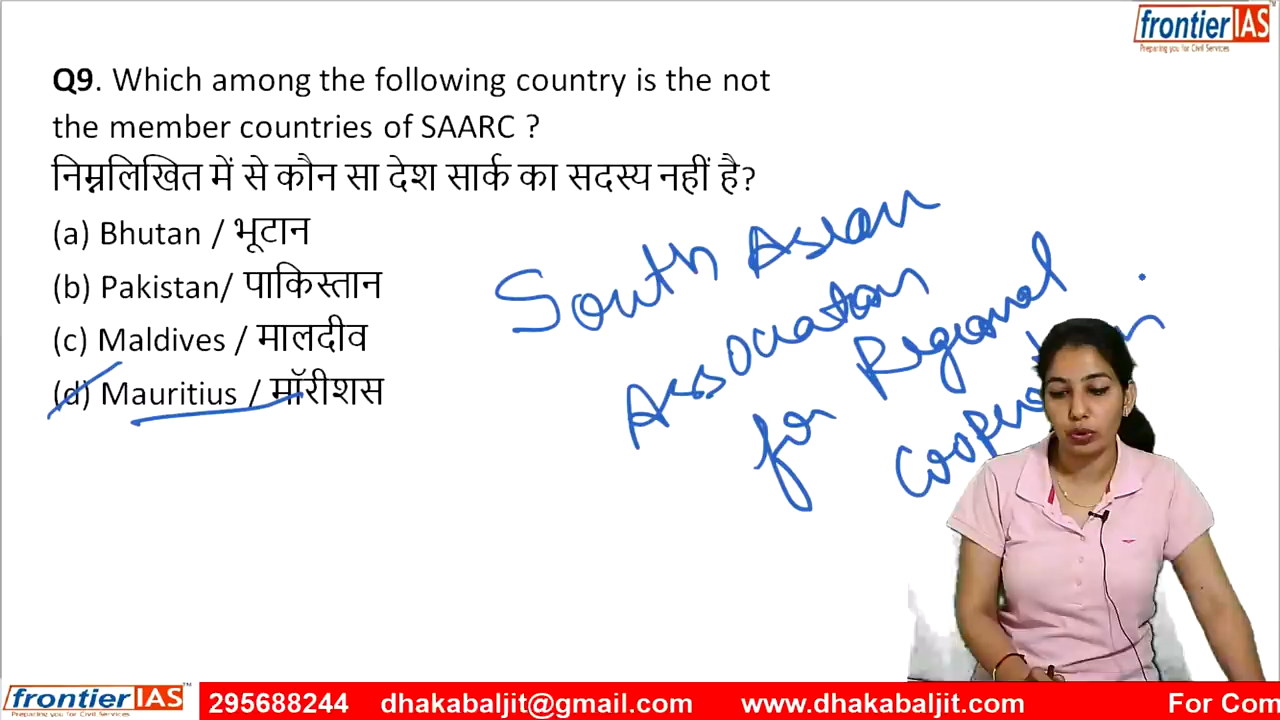 frontier IAS
Preparing you for Civil Services
Q9. Which among the following country is the not
the member countries of SAARC ?
निम्नलिखित में से कौन सा देश सार्क का सदस्य नहीं है?
(a) Bhutan / भूटान
(b) Pakistan/ पाकिस्तान
(c) Maldives / मालदीव
(d) Mauritius / मॉरीशस
South Asian
Association
for Regional
frontier IAS™
Preparing you for Civil Services
295688244 dhakabaljit@gmail.com www.dhakabaljit.com For Com